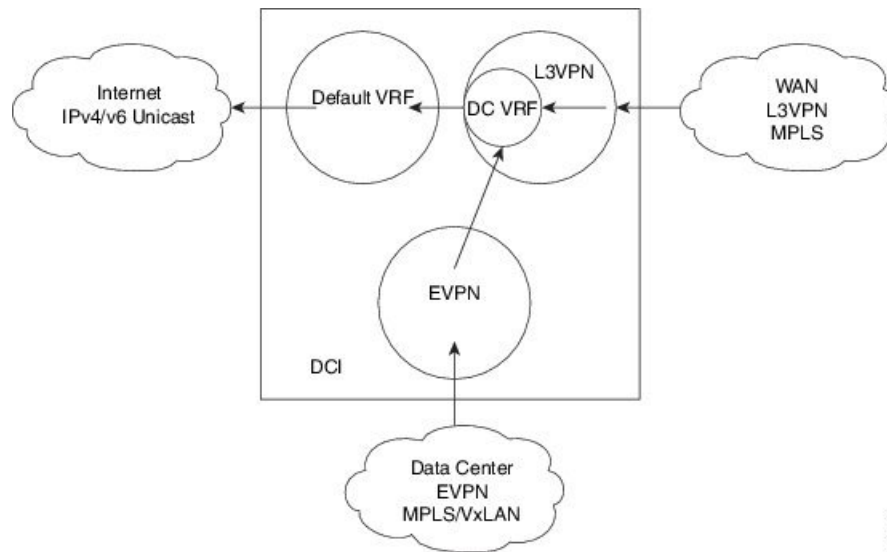 Internet
IPv4/v6 Unicast
Default VRF
L3VPN
DC VRF
WAN
L3VPN
MPLS
EVPN
DCI
Data Center
EVPN
MPLS/VxLAN